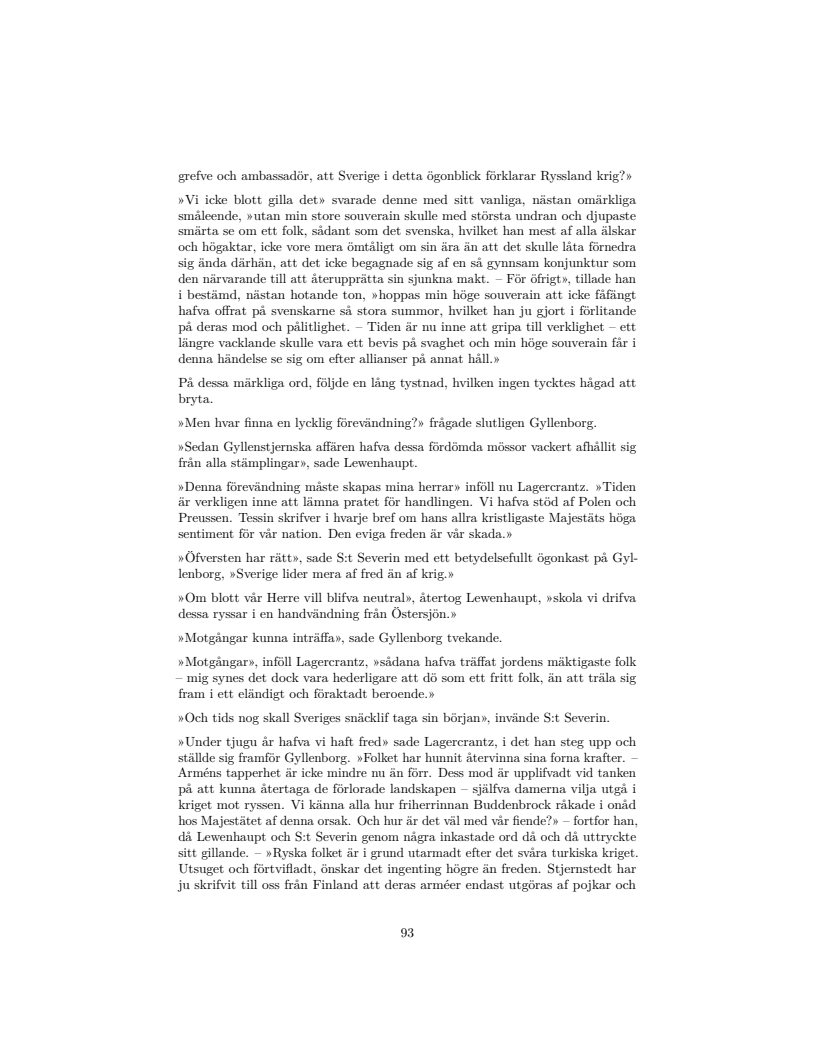 grefve och ambassadör, att Sverige i detta ögonblick förklarar Ryssland krig?»
»Vi icke blott gilla det» svarade denne med sitt vanliga, nästan omärkliga
småleende, »utan min store souverain skulle med största undran och djupaste
smärta se om ett folk, sådant som det svenska, hvilket han mest af alla älskar
och högaktar, icke vore mera ömtåligt om sin ära än att det skulle låta förnedra
sig ända därhän, att det icke begagnade sig af en så gynnsam konjunktur som
den närvarande till att återupprätta sin sjunkna makt. – För öfrigt», tillade han
i bestämd, nästan hotande ton, »hoppas min höge souverain att icke fåfängt
hafva offrat på svenskarne så stora summor, hvilket han ju gjort i förlitande
på deras mod och pålitlighet. – Tiden är nu inne att gripa till verklighet – ett
längre vacklande skulle vara ett bevis på svaghet och min höge souverain får i
denna händelse se sig om efter allianser på annat håll.»
På dessa märkliga ord, följde en lång tystnad, hvilken ingen tycktes hågad att
bryta.
»Men hvar finna en lycklig förevändning?» frågade slutligen Gyllenborg.
»Sedan Gyllenstjernska affären hafva dessa fördömda mössor vackert afhållit sig
från alla stämplingar», sade Lewenhaupt.
»Denna förevändning måste skapas mina herrar» inföll nu Lagercrantz. »Tiden
är verkligen inne att lämna pratet för handlingen. Vi hafva stöd af Polen och
Preussen. Tessin skrifver i hvarje bref om hans allra kristligaste Majestäts höga
sentiment för vår nation. Den eviga freden är vår skada.»
»Öfversten har rätt», sade S:t Severin med ett betydelsefullt ögonkast på Gyl-
lenborg, »Sverige lider mera af fred än af krig.»
»Om blott vår Herre vill blifva neutral», återtog Lewenhaupt, »skola vi drifva
dessa ryssar i en handvändning från Östersjön.»
»Motgångar kunna inträffa», sade Gyllenborg tvekande.
»Motgångar», inföll Lagercrantz, »sådana hafva träffat jordens mäktigaste folk
– mig synes det dock vara hederligare att dö som ett fritt folk, än att träla sig
fram i ett eländigt och föraktadt beroende.»
»Och tids nog skall Sveriges snäcklif taga sin början», invände S:t Severin.
»Under tjugu år hafva vi haft fred» sade Lagercrantz, i det han steg upp och
ställde sig framför Gyllenborg. »Folket har hunnit återvinna sina forna krafter. –
Arméns tapperhet är icke mindre nu än förr. Dess mod är upplifvadt vid tanken
på att kunna återtaga de förlorade landskapen – själfva damerna vilja utgå i
kriget mot ryssen. Vi känna alla hur friherrinnan Buddenbrock råkade i onåd
hos Majestätet af denna orsak. Och hur är det väl med vår fiende?» – fortfor han,
då Lewenhaupt och S:t Severin genom några inkastade ord då och då uttryckte
sitt gillande. – »Ryska folket är i grund utarmadt efter det svåra turkiska kriget.
Utsuget och förtvifladt, önskar det ingenting högre än freden. Stjernstedt har
ju skrifvit till oss från Finland att deras arméer endast utgöras af pojkar och
93